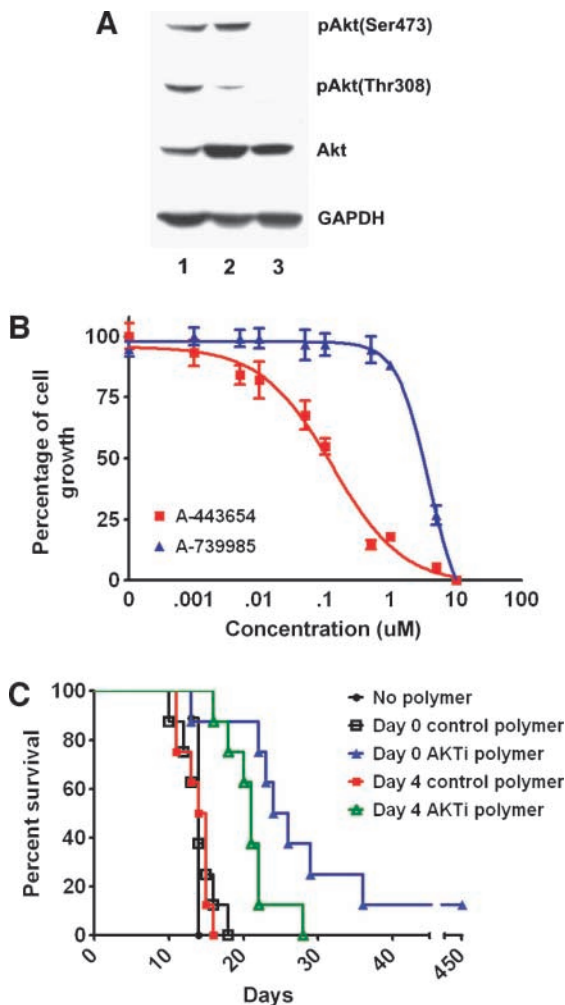 A
pAkt(Ser473)
pAkt(Thr308)
Akt
GAPDH
1 2 3
B
100
75
50
25
0
Percentage of cell
growth
A-443654
A-739985
0 .001 .01 .1 1 10 100
Concentration (uM)
C
100
80
60
40
20
0
Percent survival
No polymer
Day 0 control polymer
Day 0 AKTi polymer
Day 4 control polymer
Day 4 AKTi polymer
0 10 20 30 40 450
Days